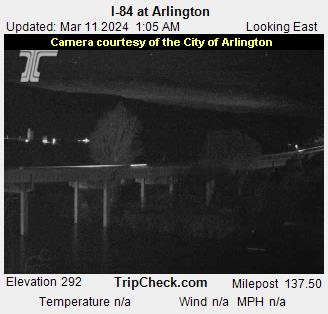 I-84 at Arlington
Updated: Mar 11 2024 1:05 AM Looking East
Camera courtesy of the City of Arlington
Elevation 292 TripCheck.com Milepost 137.50
Temperature n/a Wind n/a MPH n/a